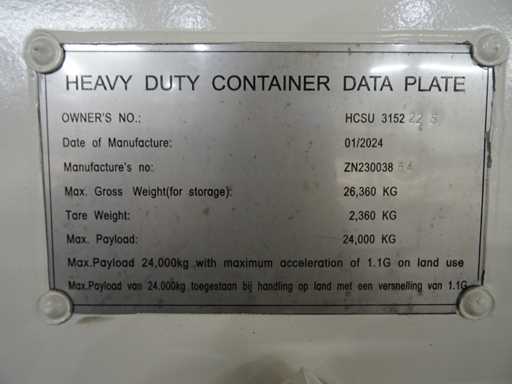 HEAVY DUTY CONTAINER DATA PLATE
OWNER'S NO.: HCSU 3152
Date of Manufacture: 01/2024
Manufacture's no: ZN230038
Max. Gross Weight(for storage): 26,360 KG
Tare Weight: 2,360 KG
Max. Payload: 24,000 KG
Max.Payload 24,000kg with maximum acceleration of 1.1G on land use
Max.Payload van 24.000kg toegestaan bij handling op land met een versnelling van 1.1G